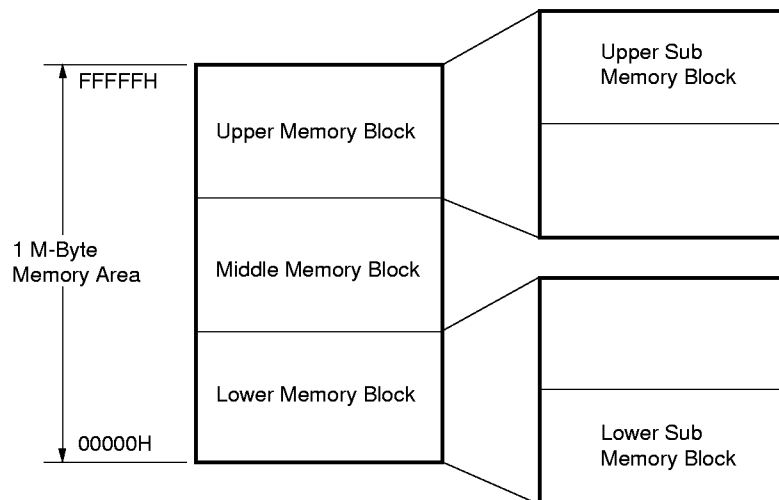 FFFFFH
Upper Memory Block
Upper Sub
Memory Block
1 M-Byte
Memory Area
Middle Memory Block
Lower Memory Block
00000H
Lower Sub
Memory Block